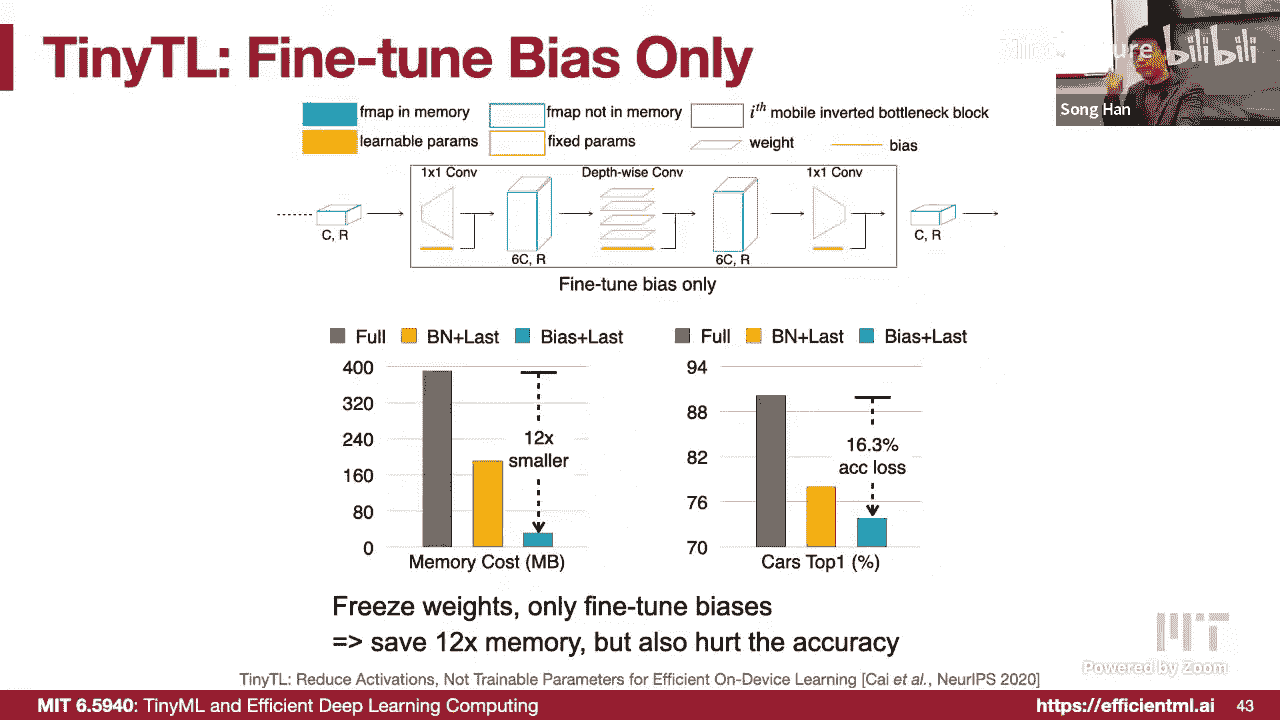 TinyTL: Fine-tune Bias Only
bilibili
Song Han
fmap in memory
fmap not in memory
ith mobile inverted bottleneck block
learnable params
fixed params
weight
bias
1x1 Conv
Depth-wise Conv
1x1 Conv
C, R
6C, R
6C, R
C, R
Fine-tune bias only
Full
BN+Last
Bias+Last
400
320
240
160
80
0
12x
smaller
Memory Cost (MB)
Full
BN+Last
Bias+Last
94
88
82
76
70
16.3%
acc loss
Cars Top1 (%)
Freeze weights, only fine-tune biases
=> save 12x memory, but also hurt the accuracy
MIT
Powered by Zoom
TinyTL: Reduce Activations, Not Trainable Parameters for Efficient On-Device Learning [Cai et al., NeurIPS 2020]
MIT 6.5940: TinyML and Efficient Deep Learning Computing
https://efficientml.ai
43